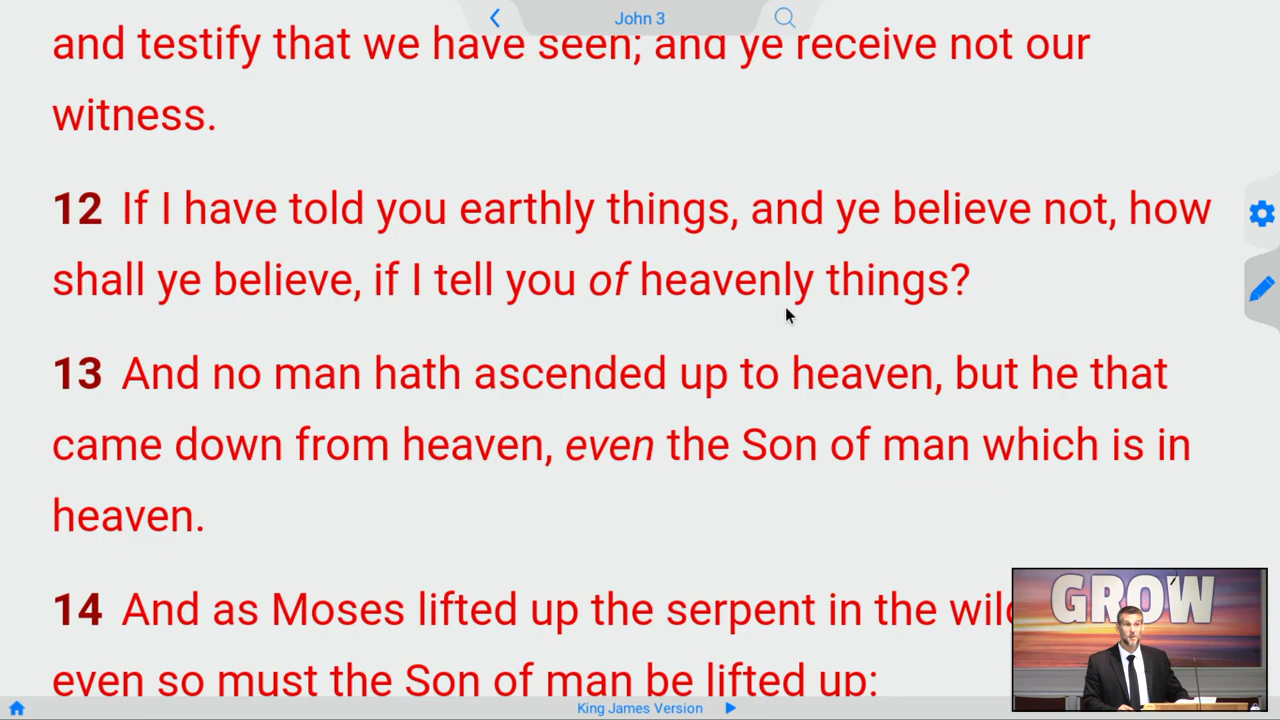 John 3
and testify that we have seen; and ye receive not our
witness.
12 If I have told you earthly things, and ye believe not, how
shall ye believe, if I tell you of heavenly things?
13 And no man hath ascended up to heaven, but he that
came down from heaven, even the Son of man which is in
heaven.
14 And as Moses lifted up the serpent in the
even so must the Son of man be lifted up:
GROW
King James Version